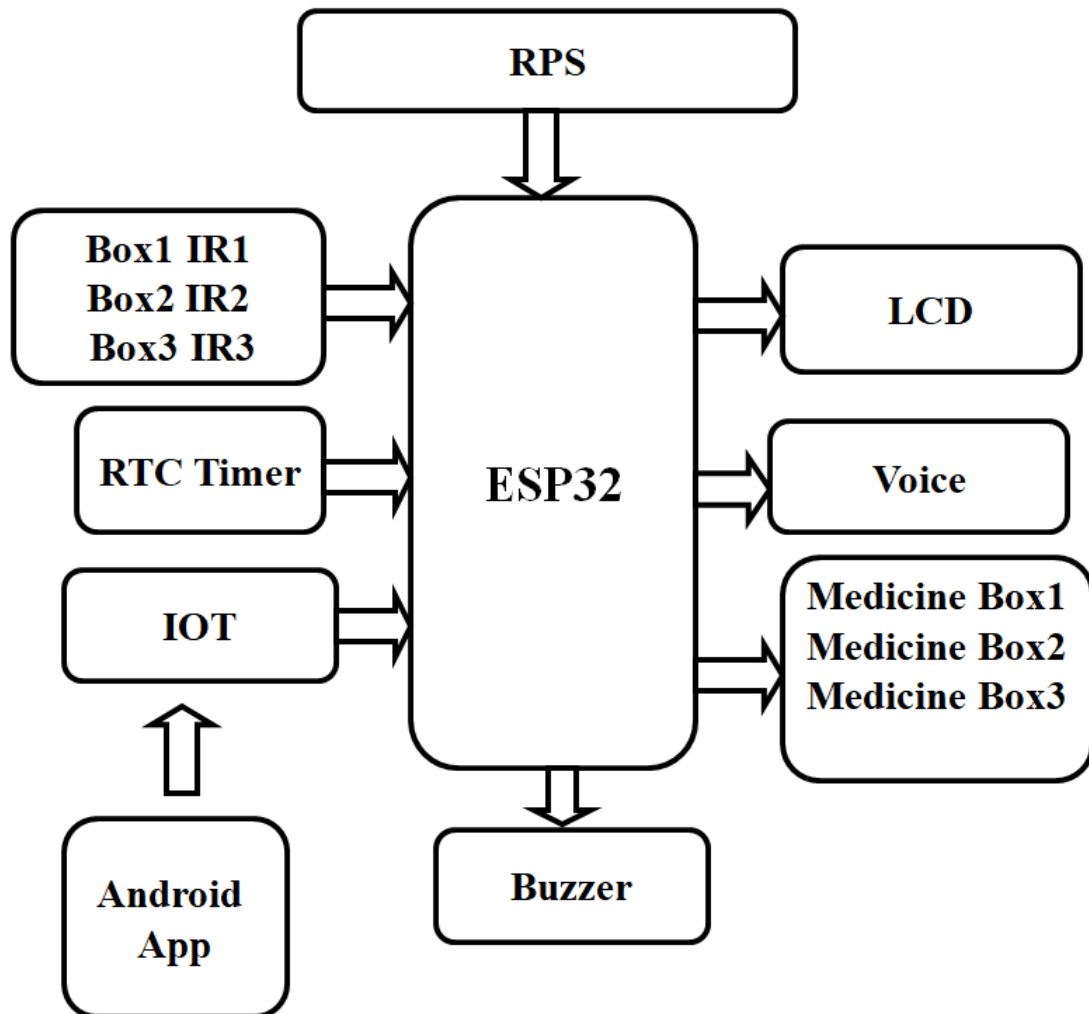 RPS
Box1 IR1
Box2 IR2
Box3 IR3
RTC Timer
IOT
Android
App
ESP32
LCD
Voice
Medicine Box1
Medicine Box2
Medicine Box3
Buzzer